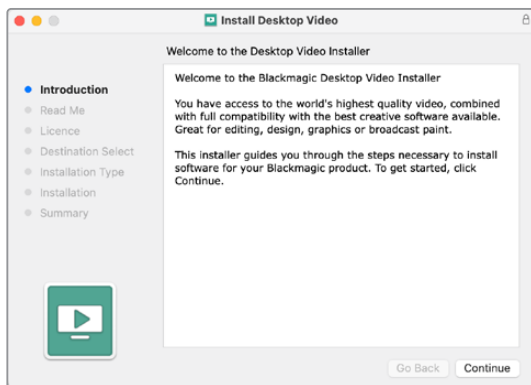 Install Desktop Video
Welcome to the Desktop Video Installer
Introduction
Read Me
Licence
Destination Select
Installation Type
Installation
Summary
Welcome to the Blackmagic Desktop Video Installer
You have access to the world's highest quality video, combined
with full compatibility with the best creative software available.
Great for editing, design, graphics or broadcast paint.
This installer guides you through the steps necessary to install
software for your Blackmagic product. To get started, click
Continue.
Go Back
Continue